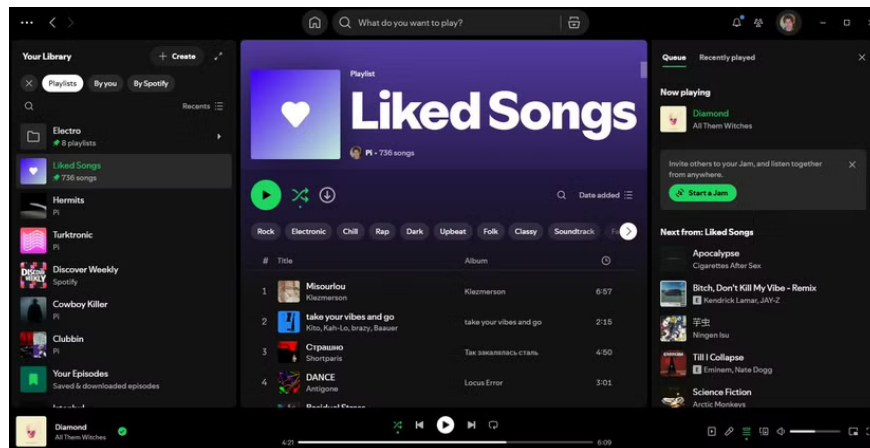 What do you want to play?
Your Library
Create
Playlists
By you
By Spotify
Recents
Electro
8 playlists
Liked Songs
736 songs
Hermits
Pi
Turktronic
Pi
DISCOVER WEEKLY
Discover Weekly
Spotify
Cowboy Killer
Pi
Clubbin
Pi
Your Episodes
Saved & downloaded episodes
Playlist
Liked Songs
Pi • 736 songs
Date added
Rock
Electronic
Chill
Rap
Dark
Upbeat
Folk
Classy
Soundtrack
# Title Album
1 Misourlou Klezmerson 6:57
Klezmerson
2 take your vibes and go take your vibes and go 2:15
Kito, Kah-Lo, brazy, Baauer
3 Страшно Так закалялась сталь 4:50
Shortparis
4 DANCE Locus Error 3:01
Antigone
Queue
Recently played
Now playing
Diamond
All Them Witches
Invite others to your Jam, and listen together
from anywhere.
Start a Jam
Next from: Liked Songs
Apocalypse
Cigarettes After Sex
Bitch, Don't Kill My Vibe - Remix
E Kendrick Lamar, JAY-Z
芋虫
Ningen Isu
Till I Collapse
E Eminem, Nate Dogg
Science Fiction
Arctic Monkeys
Diamond
All Them Witches
4:21
6:09